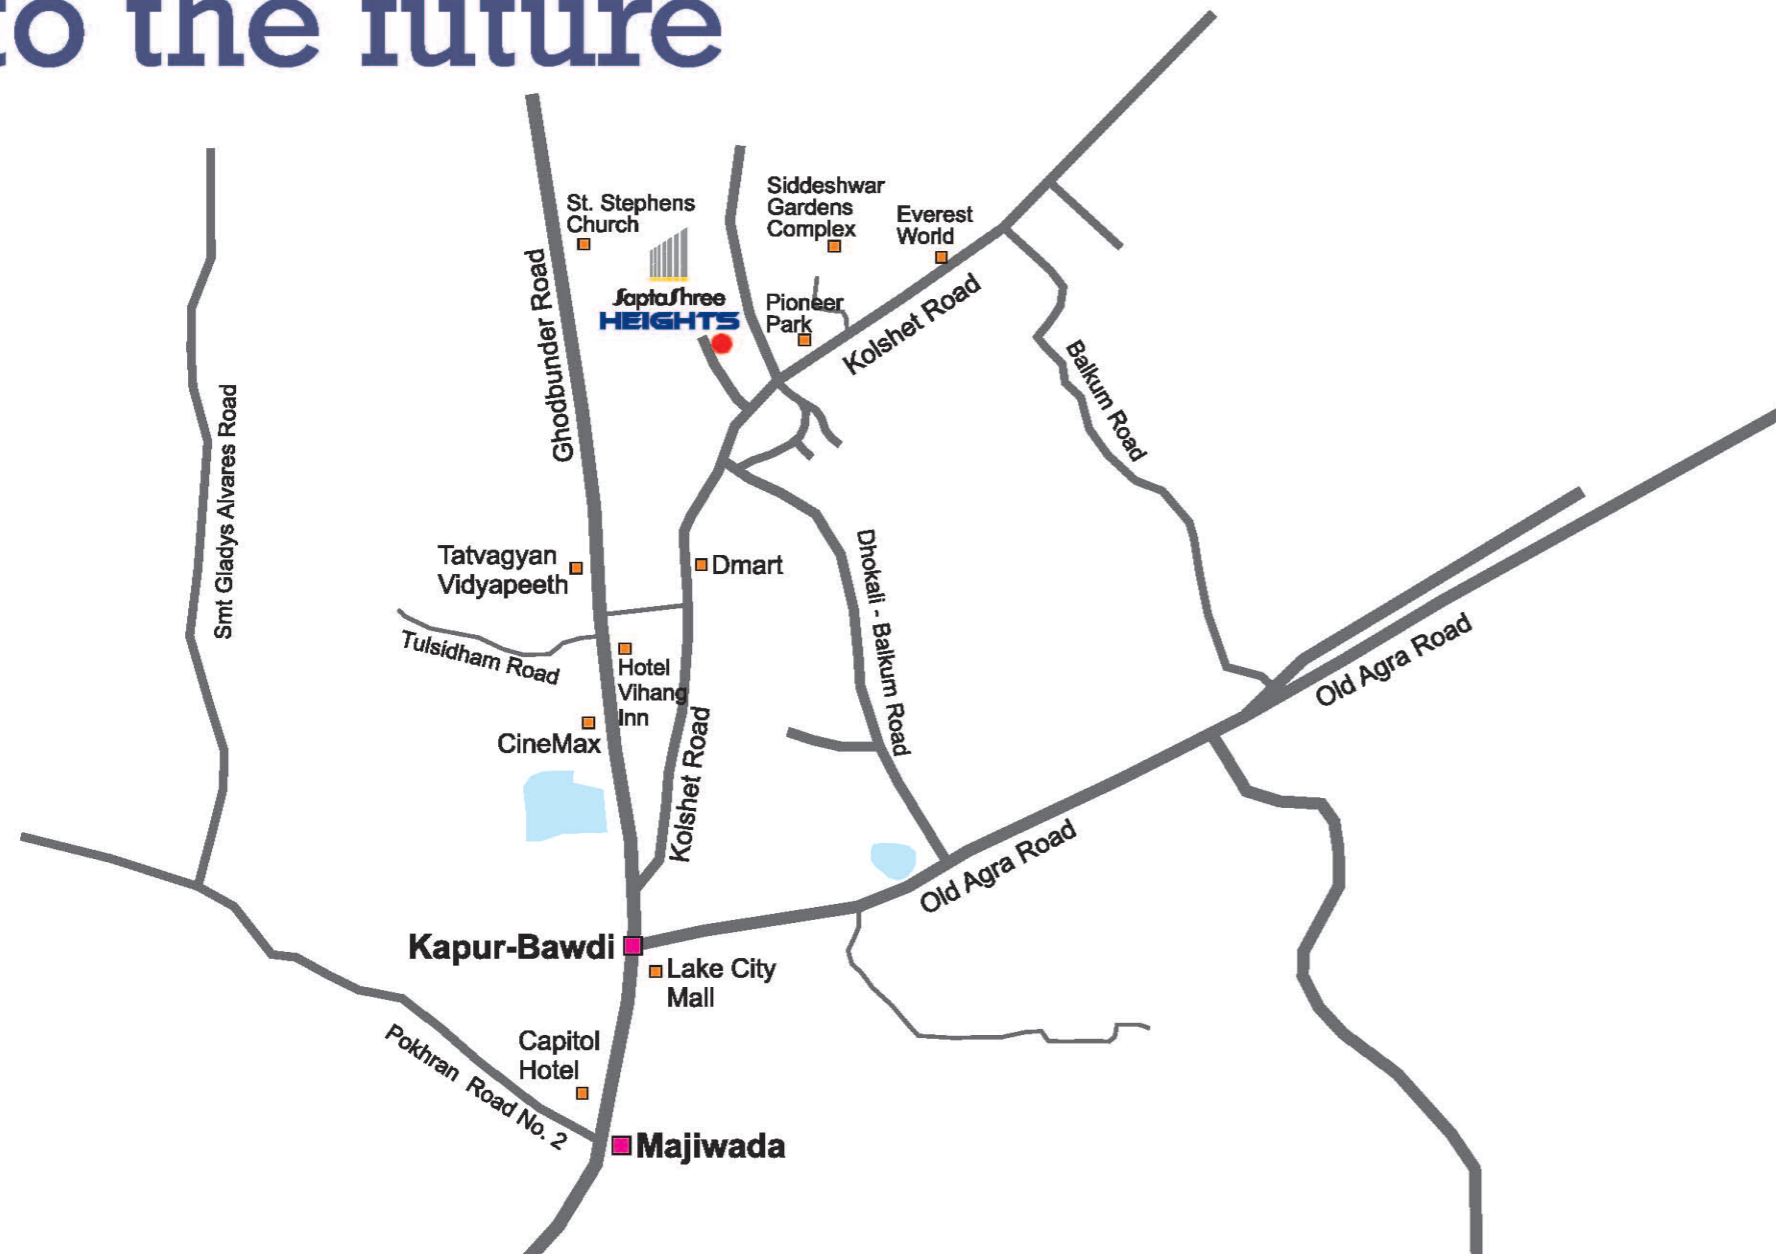 to the future
St. Stephens
Church
Siddeshwar
Gardens
Complex
Everest
World
SaptaShree
HEIGHTS
Pioneer
Park
Kolshet Road
Ghodbunder Road
Balkum Road
Smt Gladys Alvares Road
Tatvagyan
Vidyapeeth
Dmart
Dhokali - Balkum Road
Tulsidham Road
Hotel
Vihang
Inn
CineMax
Kolshet Road
Old Agra Road
Old Agra Road
Kapur-Bawdi
Lake City
Mall
Capitol
Hotel
Pokhran Road No. 2
Majiwada